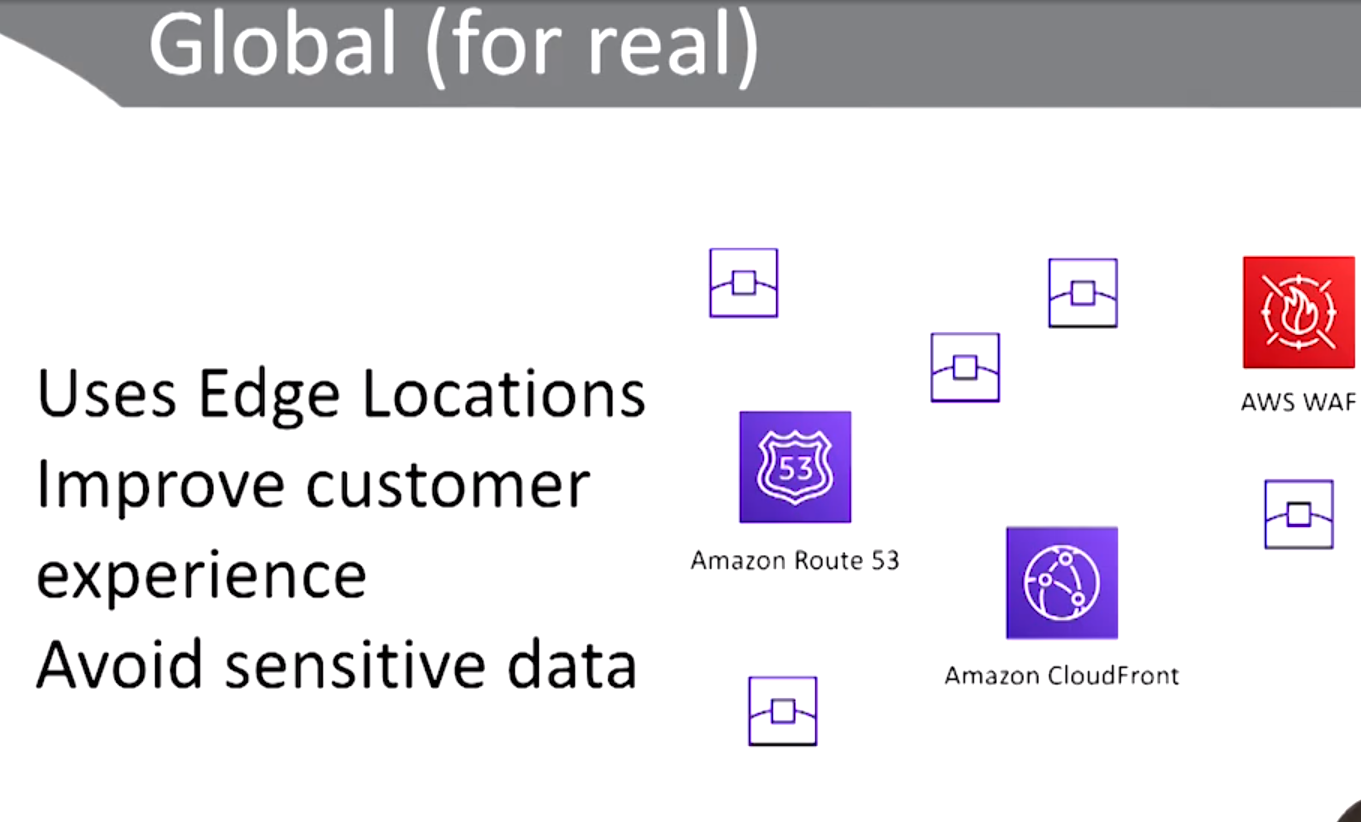 Global (for real)
Uses Edge Locations
Improve customer
experience
Avoid sensitive data
AWS WAF
53
Amazon Route 53
Amazon CloudFront